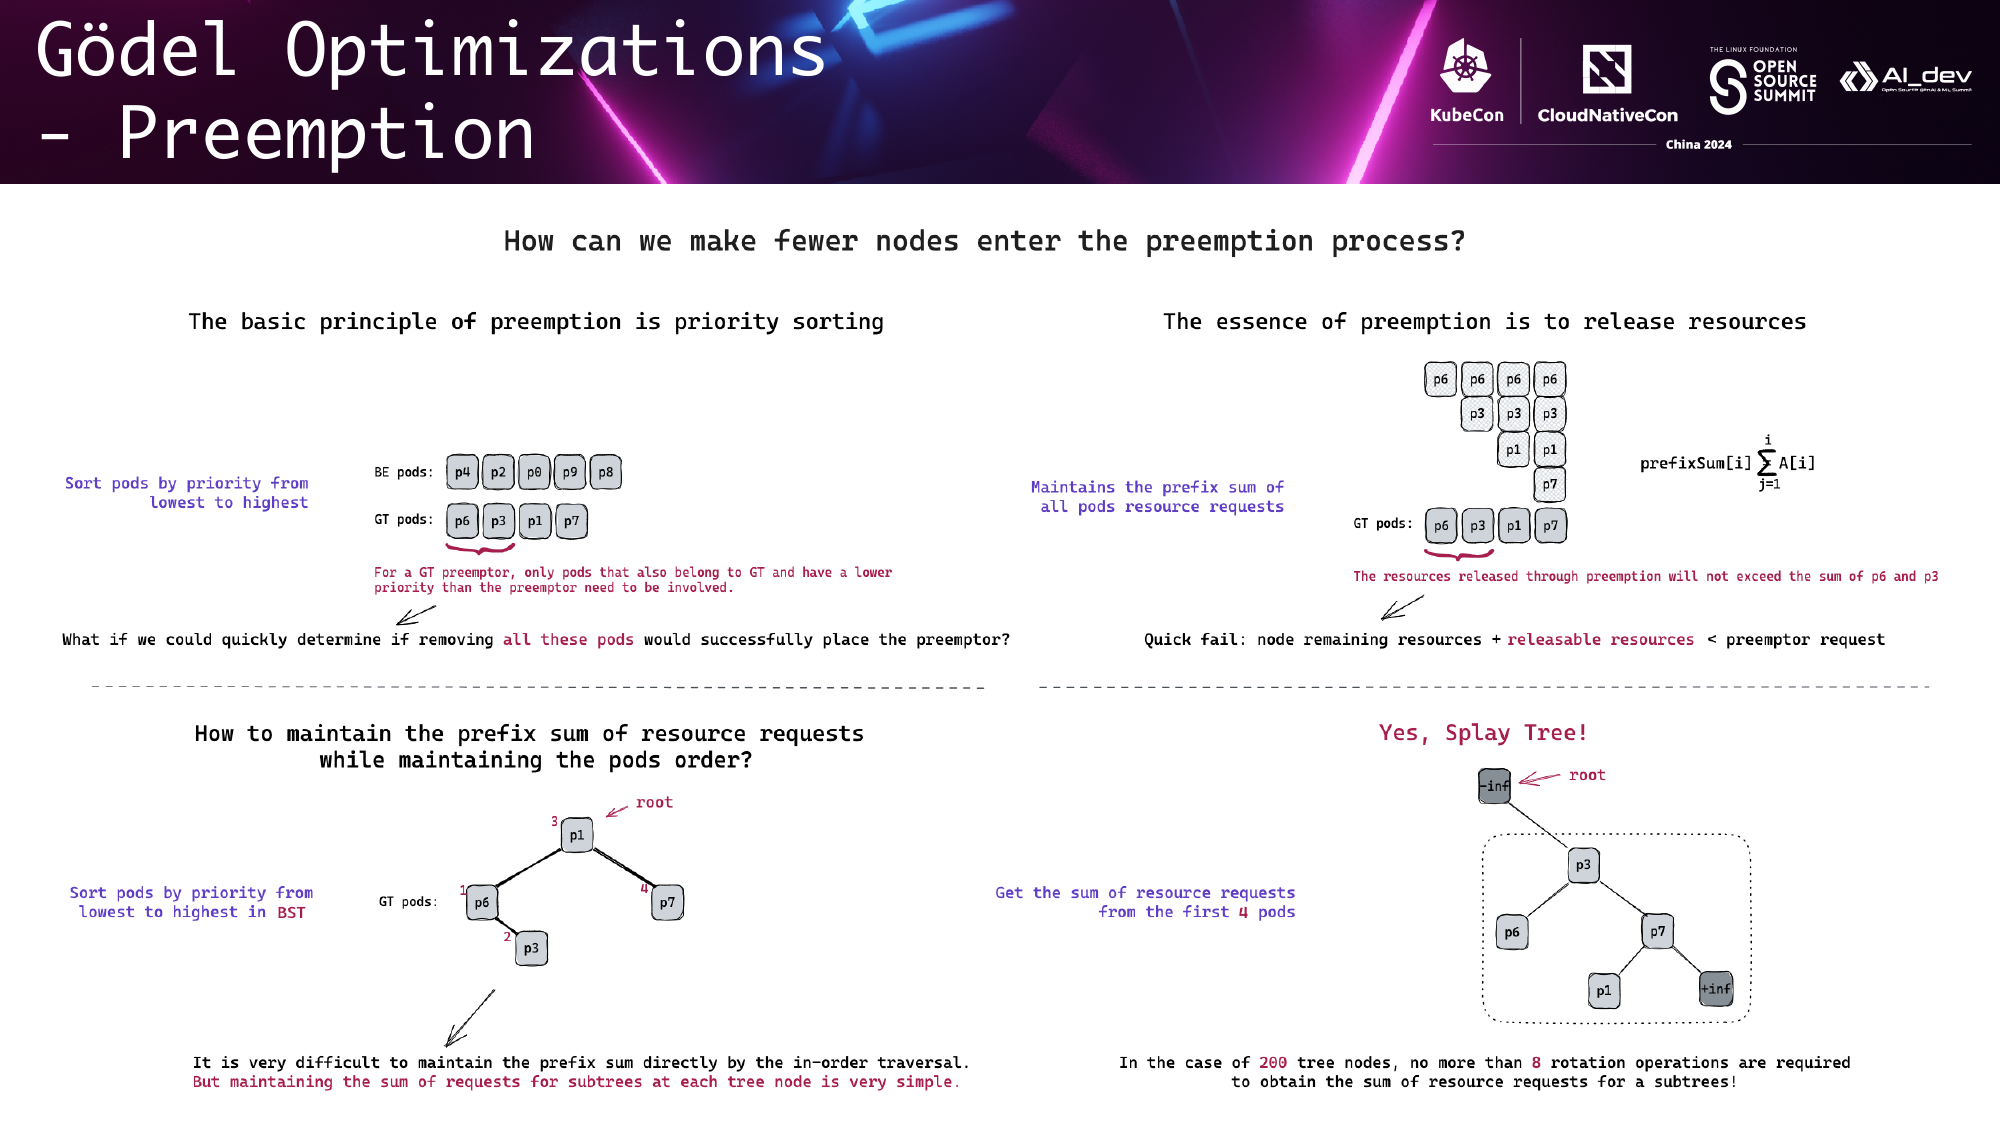 Gödel Optimizations
- Preemption
KubeCon
CloudNativeCon
THE LINUX FOUNDATION
OPEN
SOURCE
SUMMIT
AI_dev
Open Source GenAI & ML Summit
China 2024
How can we make fewer nodes enter the preemption process?
The basic principle of preemption is priority sorting
Sort pods by priority from
lowest to highest
BE pods:
p4 p2 p0 p9 p8
GT pods:
p6 p3 p1 p7
For a GT preemptor, only pods that also belong to GT and have a lower
priority than the preemptor need to be involved.
What if we could quickly determine if removing all these pods would successfully place the preemptor?
The essence of preemption is to release resources
p6 p6 p6 p6
p3 p3 p3
p1 p1
p7
Maintains the prefix sum of
all pods resource requests
GT pods:
p6 p3 p1 p7
i
prefixSum[i] = ∑ A[i]
j=1
The resources released through preemption will not exceed the sum of p6 and p3
Quick fail: node remaining resources + releasable resources < preemptor request
How to maintain the prefix sum of resource requests
while maintaining the pods order?
root
3
p1
Sort pods by priority from
lowest to highest in BST
GT pods:
1
p6
4
p7
2
p3
It is very difficult to maintain the prefix sum directly by the in-order traversal.
But maintaining the sum of requests for subtrees at each tree node is very simple.
Yes, Splay Tree!
-inf
root
p3
Get the sum of resource requests
from the first 4 pods
p6
p7
p1
+inf
In the case of 200 tree nodes, no more than 8 rotation operations are required
to obtain the sum of resource requests for a subtrees!